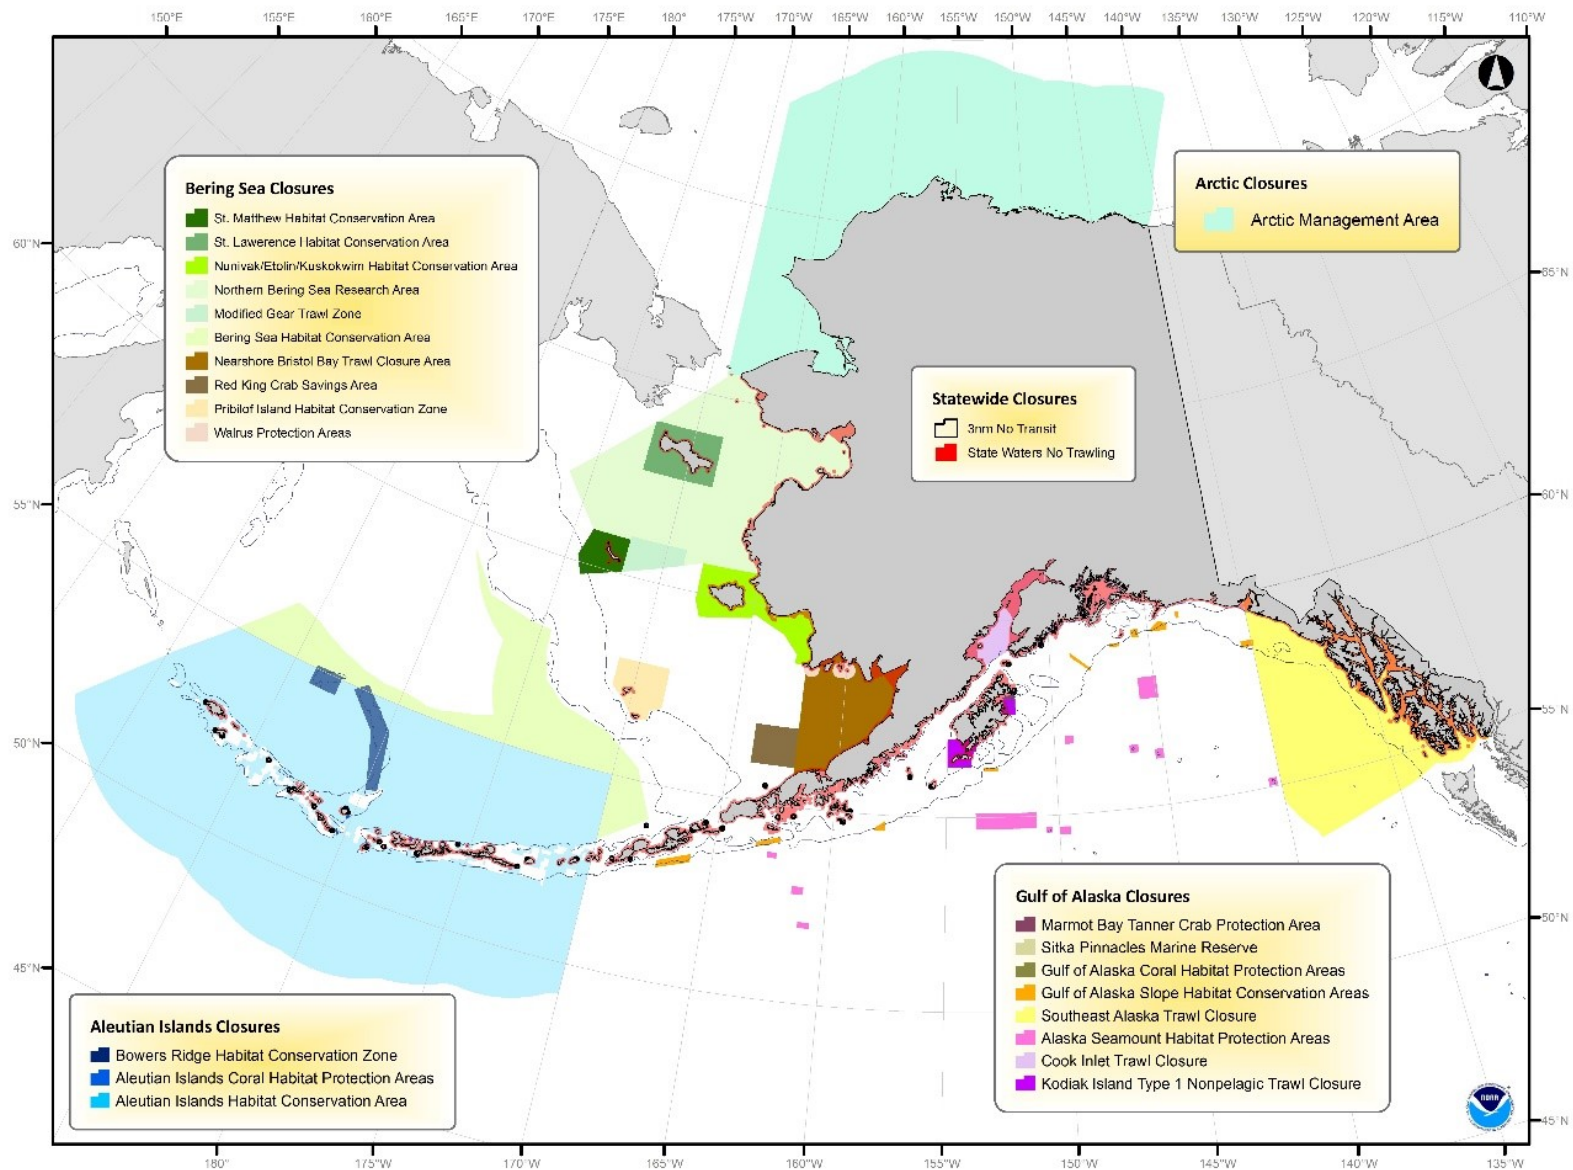 150°E 155°E 160°E 165°E 170°E 175°E 180° 175°W 170°W 165°W 160°W 155°W 150°W 145°W 140°W 135°W 130°W 125°W 120°W 115°W 110°W
Bering Sea Closures
St. Matthew Habitat Conservation Area
St. Lawerence Habitat Conservation Area
Nunivak/Etolin/Kuskokwim Habitat Conservation Area
Northern Bering Sea Research Area
Modified Gear Trawl Zone
Bering Sea Habitat Conservation Area
Nearshore Bristol Bay Trawl Closure Area
Red King Crab Savings Area
Pribilof Island Habitat Conservation Zone
Walrus Protection Areas
Arctic Closures
Arctic Management Area
60°N
65°N
Statewide Closures
3nm No Transit
State Waters No Trawling
55°N
60°N
50°N
55°N
45°N
50°N
Gulf of Alaska Closures
Marmot Bay Tanner Crab Protection Area
Sitka Pinnacles Marine Reserve
Gulf of Alaska Coral Habitat Protection Areas
Gulf of Alaska Slope Habitat Conservation Areas
Southeast Alaska Trawl Closure
Alaska Seamount Habitat Protection Areas
Cook Inlet Trawl Closure
Kodiak Island Type 1 Nonpelagic Trawl Closure
Aleutian Islands Closures
Bowers Ridge Habitat Conservation Zone
Aleutian Islands Coral Habitat Protection Areas
Aleutian Islands Habitat Conservation Area
NOAA
45°N
180° 175°W 170°W 165°W 160°W 155°W 150°W 145°W 140°W 135°W